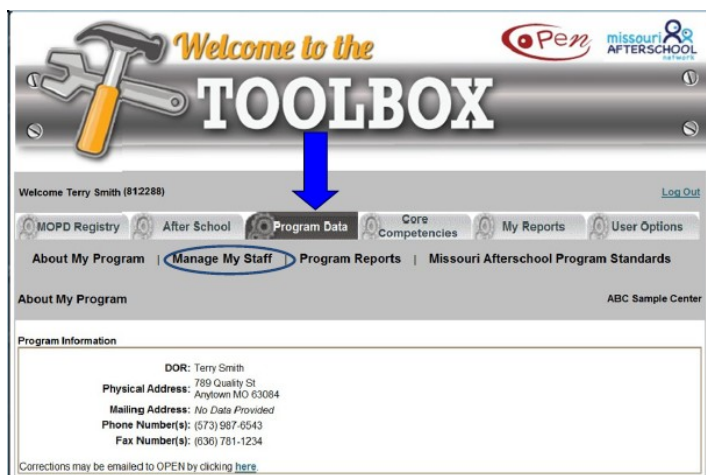 Welcome to the
TOOLBOX
OPen
missouri
AFTERSCHOOL
network
Welcome Terry Smith (812288)
Log Out
MOPD Registry
After School
Program Data
Core
Competencies
My Reports
User Options
About My Program | Manage My Staff | Program Reports | Missouri Afterschool Program Standards
About My Program
ABC Sample Center
Program Information
DOR: Terry Smith
Physical Address: 789 Quality St
Anytown MO 63084
Mailing Address: No Data Provided
Phone Number(s): (573) 987-6543
Fax Number(s): (636) 781-1234
Corrections may be emailed to OPEN by clicking here.